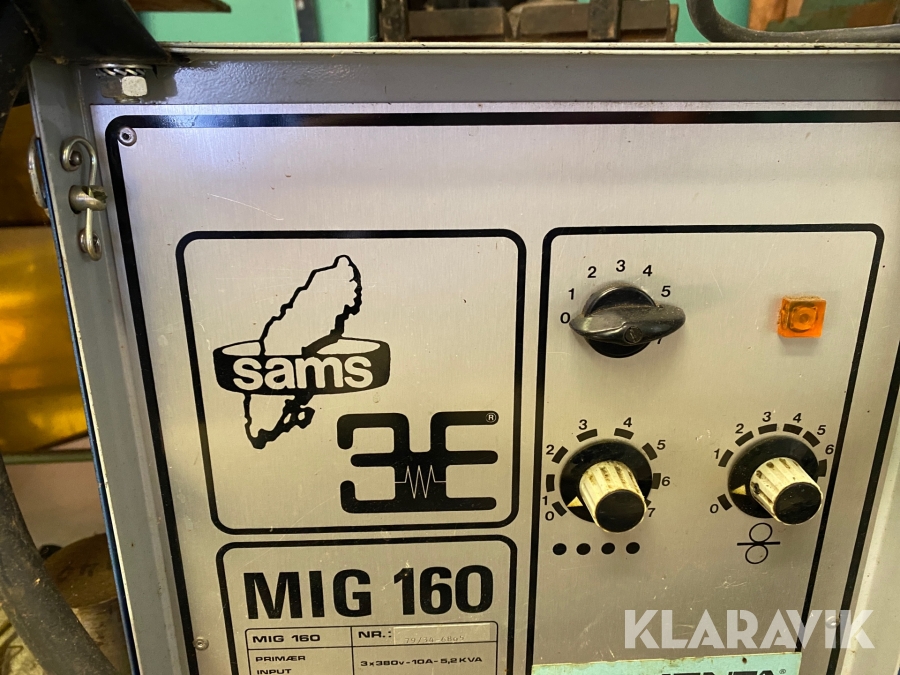 sams
3E®
MIG 160
MIG 160 NR.:
PRIMÆR
INPUT 3x380v-10A-5,2KVA
0 1 2 3 4 5
0 1 2 3 4 5 6 7
0 1 2 3 4 5 6
KLARAVIK